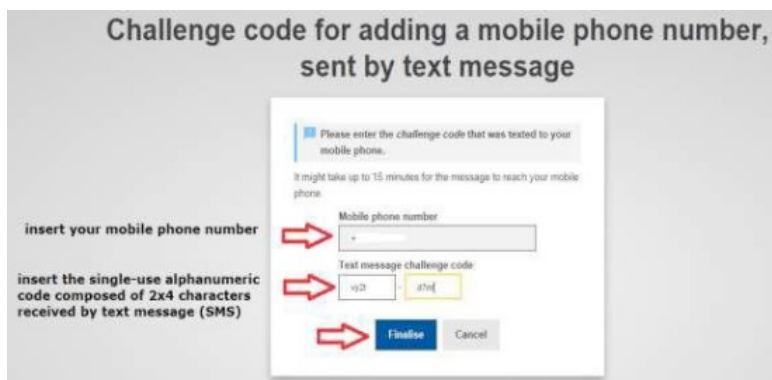 Challenge code for adding a mobile phone number,
sent by text message
Please enter the challenge code that was texted to your
mobile phone.
It might take up to 15 minutes for the message to reach your mobile
phone.
insert your mobile phone number
Mobile phone number
+
insert the single-use alphanumeric
code composed of 2x4 characters
received by text message (SMS)
Text message challenge code
-
Finalise Cancel